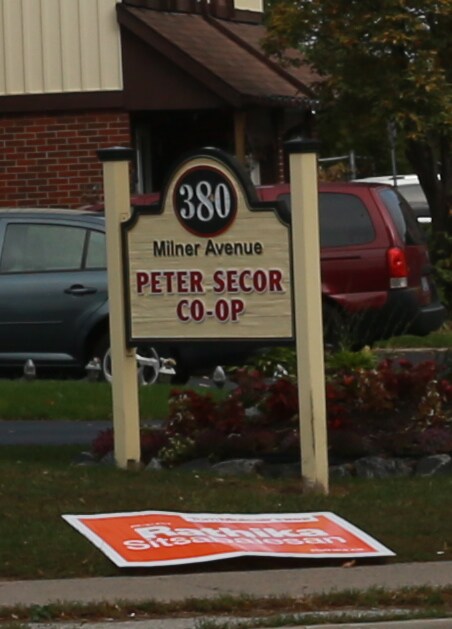 380
Milner Avenue
PETER SECOR
CO-OP
Rathika
Sitsabaiesan